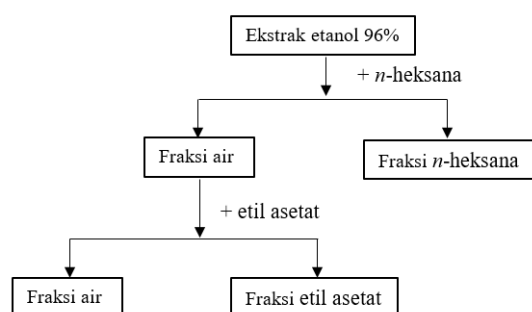 Ekstrak etanol 96%
+ n-heksana
Fraksi air
Fraksi n-heksana
+ etil asetat
Fraksi air
Fraksi etil asetat